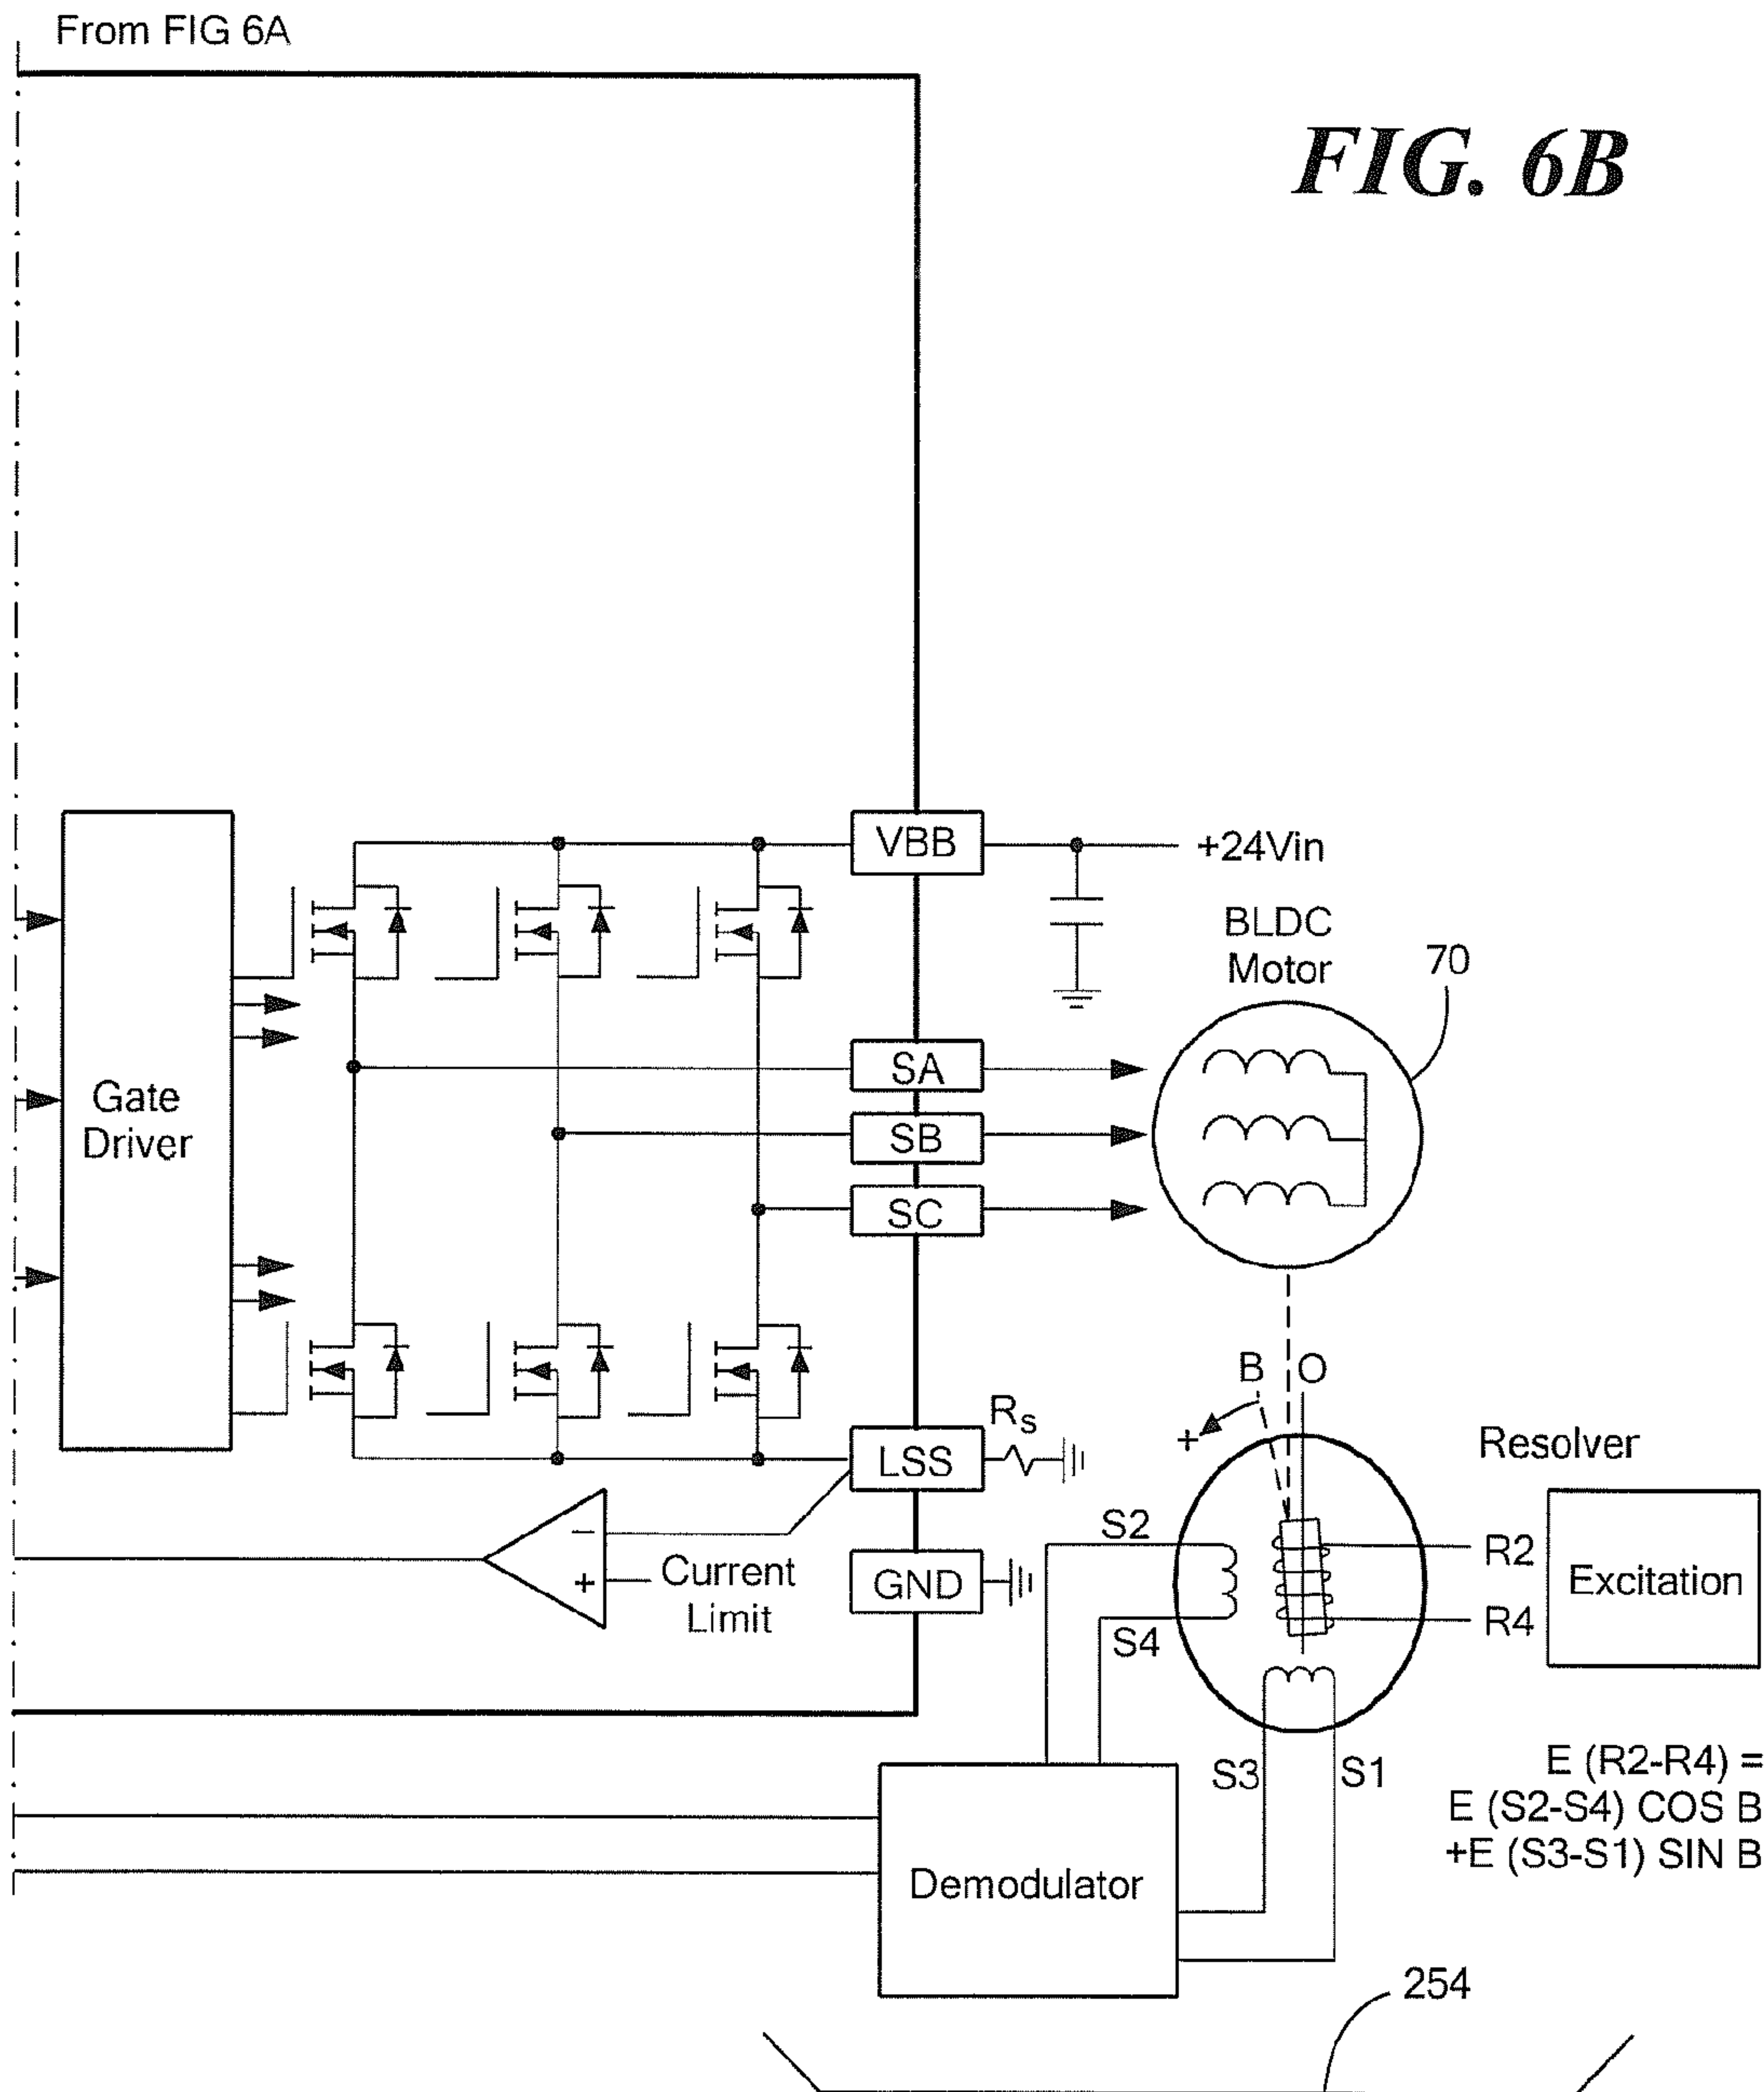 From FIG 6A
FIG. 6B
VBB
+24Vin
BLDC
Motor
70
Gate
Driver
SA
SB
SC
B O
+
Rs
LSS
Resolver
S2
R2
Excitation
−
+
Current
Limit
GND
S4
R4
S3
S1
E (R2-R4) =
E (S2-S4) COS B
+E (S3-S1) SIN B
Demodulator
254